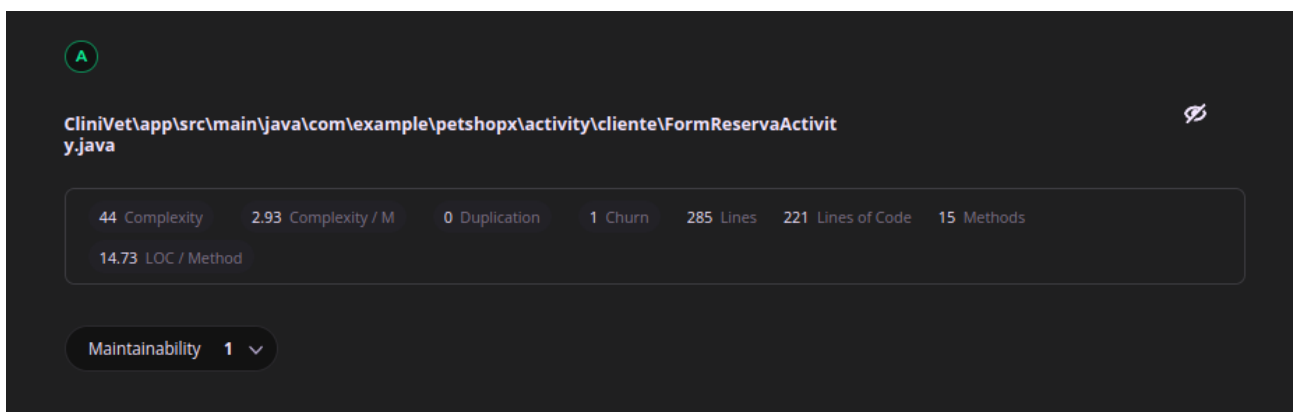 A
CliniVet\app\src\main\java\com\example\petshopx\activity\cliente\FormReservaActivit
y.java
44 Complexity 2.93 Complexity / M 0 Duplication 1 Churn 285 Lines 221 Lines of Code 15 Methods
14.73 LOC / Method
Maintainability 1